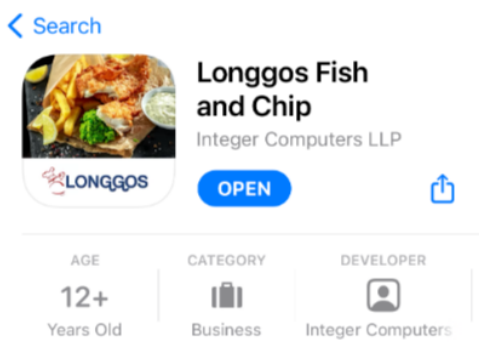 Search
Longgos Fish
and Chip
Integer Computers LLP
LONGGOS
OPEN
AGE
CATEGORY
DEVELOPER
12+
Years Old
Business
Integer Computers